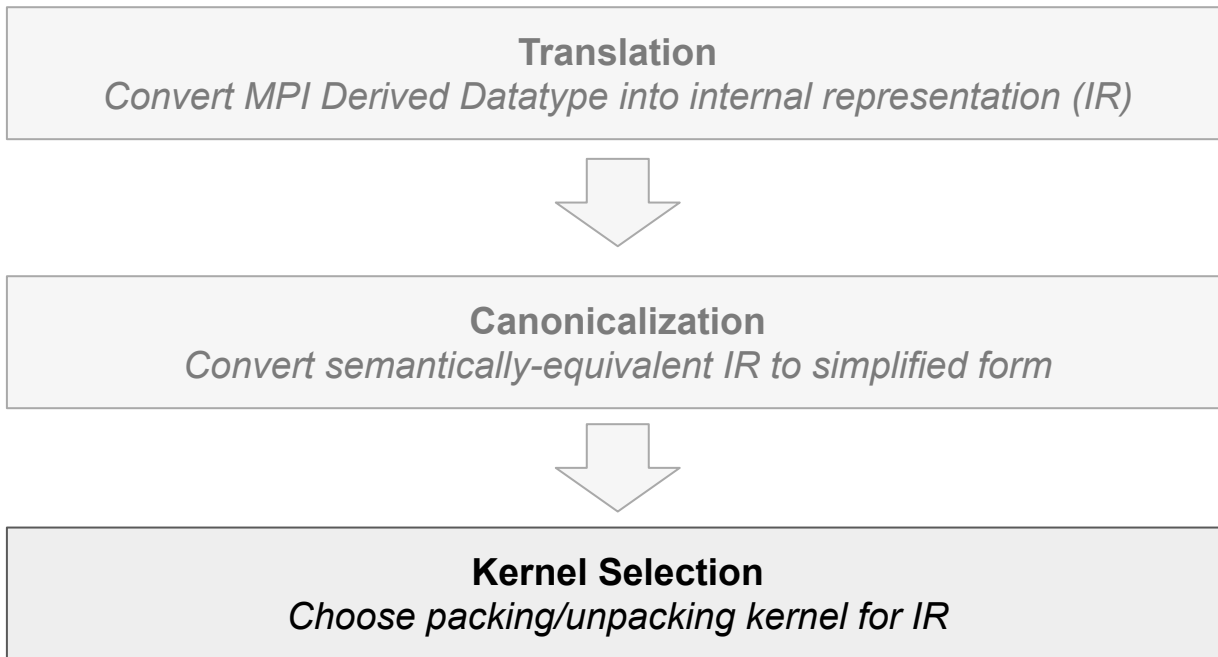 Translation
Convert MPI Derived Datatype into internal representation (IR)
Canonicalization
Convert semantically-equivalent IR to simplified form
Kernel Selection
Choose packing/unpacking kernel for IR